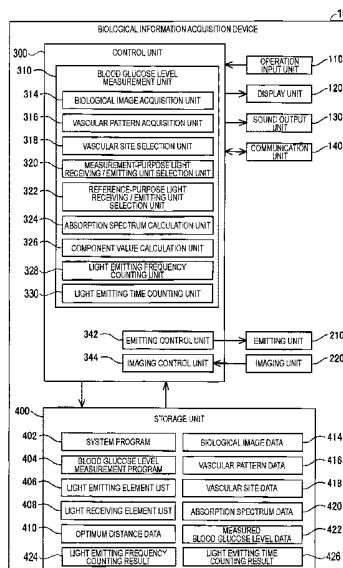 10
BIOLOGICAL INFORMATION ACQUISITION DEVICE
300
CONTROL UNIT
310
BLOOD GLUCOSE LEVEL
MEASUREMENT UNIT
314
BIOLOGICAL IMAGE ACQUISITION UNIT
316
VASCULAR PATTERN ACQUISITION UNIT
318
VASCULAR SITE SELECTION UNIT
320
MEASUREMENT-PURPOSE LIGHT
RECEIVING / EMITTING UNIT SELECTION UNIT
322
REFERENCE-PURPOSE LIGHT
RECEIVING / EMITTING UNIT
SELECTION UNIT
324
ABSORPTION SPECTRUM CALCULATION UNIT
326
COMPONENT VALUE CALCULATION UNIT
328
LIGHT EMITTING FREQUENCY
COUNTING UNIT
330
LIGHT EMITTING TIME COUNTING UNIT
OPERATION
INPUT UNIT
110
DISPLAY UNIT
120
SOUND OUTPUT
UNIT
130
COMMUNICATION
UNIT
140
342
EMITTING CONTROL UNIT
EMITTING UNIT
210
344
IMAGING CONTROL UNIT
IMAGING UNIT
220
400
STORAGE UNIT
402
SYSTEM PROGRAM
BIOLOGICAL IMAGE DATA
414
404
BLOOD GLUCOSE LEVEL
MEASUREMENT PROGRAM
VASCULAR PATTERN DATA
416
406
LIGHT EMITTING ELEMENT LIST
VASCULAR SITE DATA
418
408
LIGHT RECEIVING ELEMENT LIST
ABSORPTION SPECTRUM DATA
420
410
OPTIMUM DISTANCE DATA
MEASURED
BLOOD GLUCOSE LEVEL DATA
422
424
LIGHT EMITTING FREQUENCY
COUNTING RESULT
LIGHT EMITTING TIME
COUNTING RESULT
426